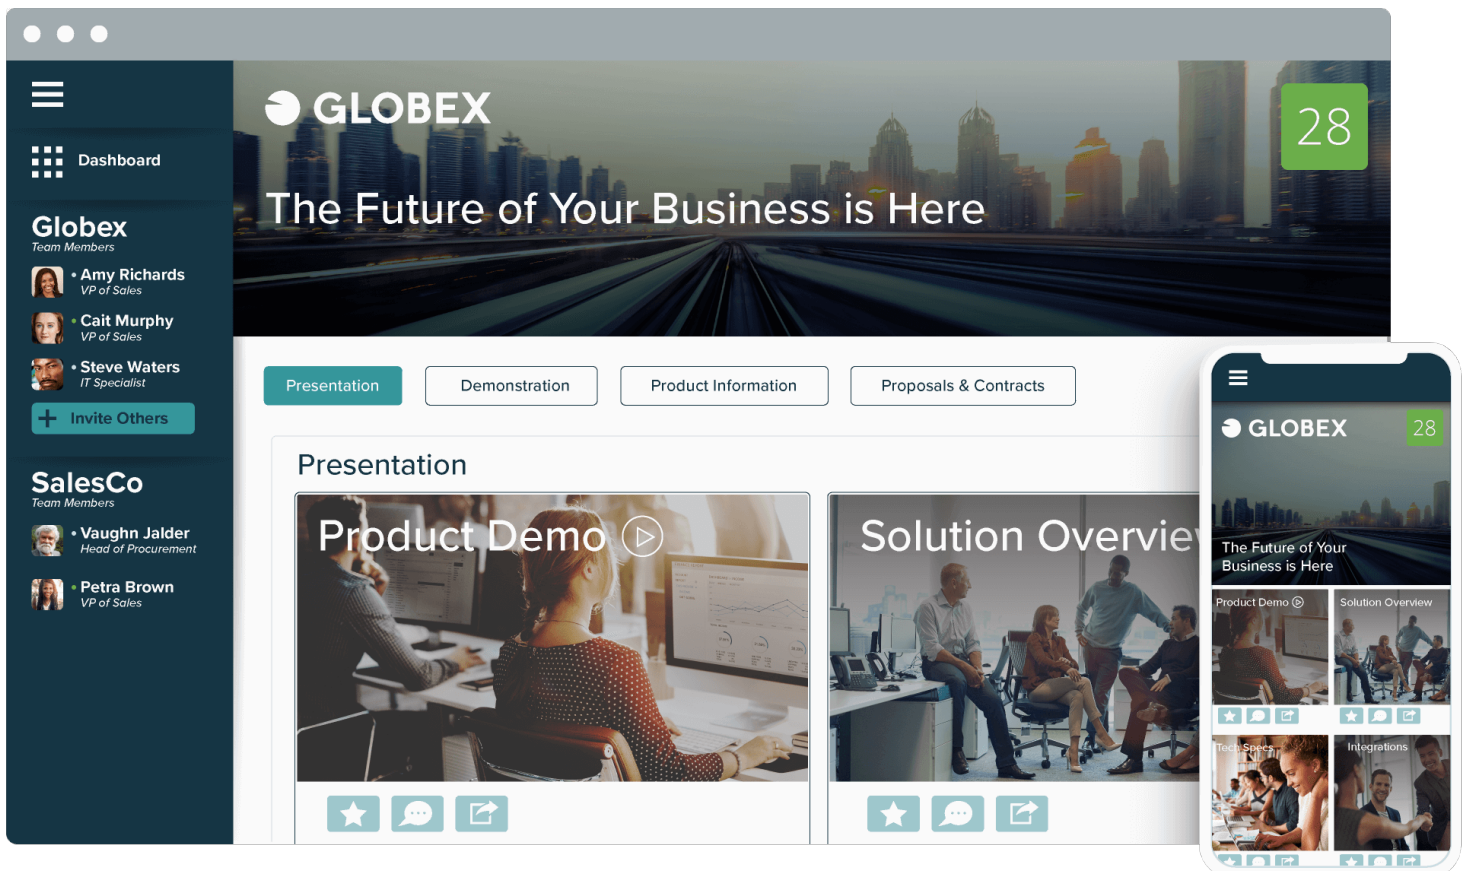 Dashboard
Globex
Team Members
Amy Richards
VP of Sales
Cait Murphy
VP of Sales
Steve Waters
IT Specialist
+ Invite Others
SalesCo
Team Members
Vaughn Jalder
Head of Procurement
Petra Brown
VP of Sales
GLOBEX
28
The Future of Your Business is Here
Presentation
Demonstration
Product Information
Proposals & Contracts
Presentation
Product Demo
Solution
GLOBEX
28
The Future of Your
Business is Here
Product Demo
Solution Overview
Tech Specs
Integrations